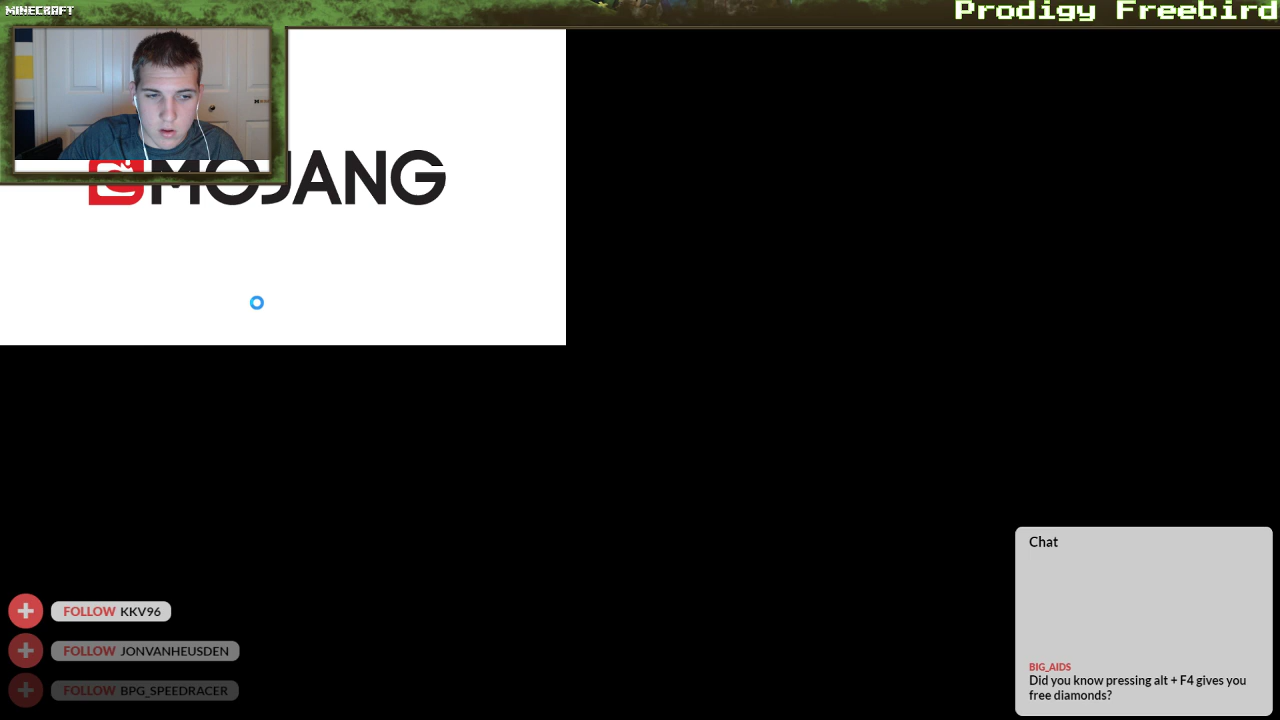 MINECRAFT
Prodigy Freebird
MOJANG
FOLLOW KKV96
FOLLOW JONVANHEUSDEN
FOLLOW BPG_SPEEDRACER
Chat
BIG_AIDS
Did you know pressing alt + F4 gives you
free diamonds?